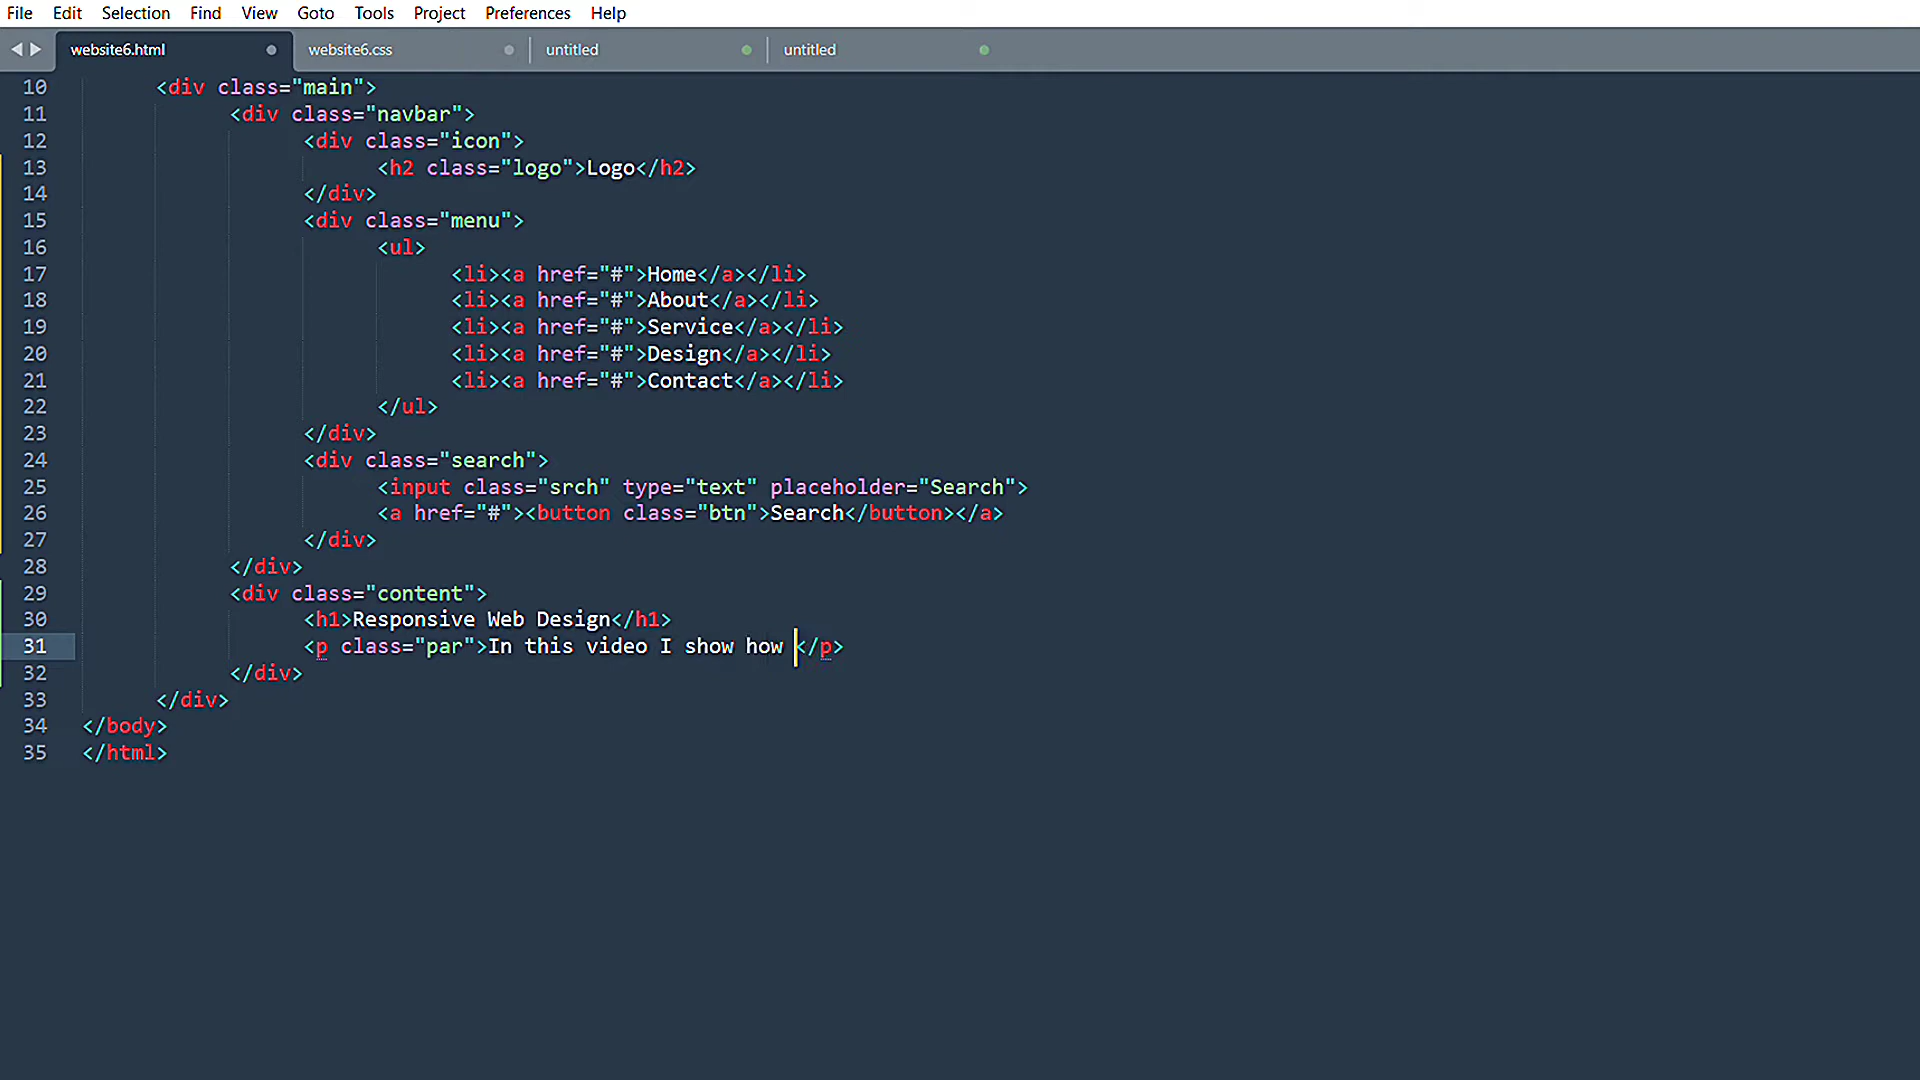 File Edit Selection Find View Goto Tools Project Preferences Help
website6.html website6.css untitled untitled
10 <div class="main">
11 <div class="navbar">
12 <div class="icon">
13 <h2 class="logo">Logo</h2>
14 </div>
15 <div class="menu">
16 <ul>
17 <li><a href="#">Home</a></li>
18 <li><a href="#">About</a></li>
19 <li><a href="#">Service</a></li>
20 <li><a href="#">Design</a></li>
21 <li><a href="#">Contact</a></li>
22 </ul>
23 </div>
24 <div class="search">
25 <input class="srch" type="text" placeholder="Search">
26 <a href="#"><button class="btn">Search</button></a>
27 </div>
28 </div>
29 <div class="content">
30 <h1>Responsive Web Design</h1>
31 <p class="par">In this video I show how </p>
32 </div>
33 </div>
34 </body>
35 </html>